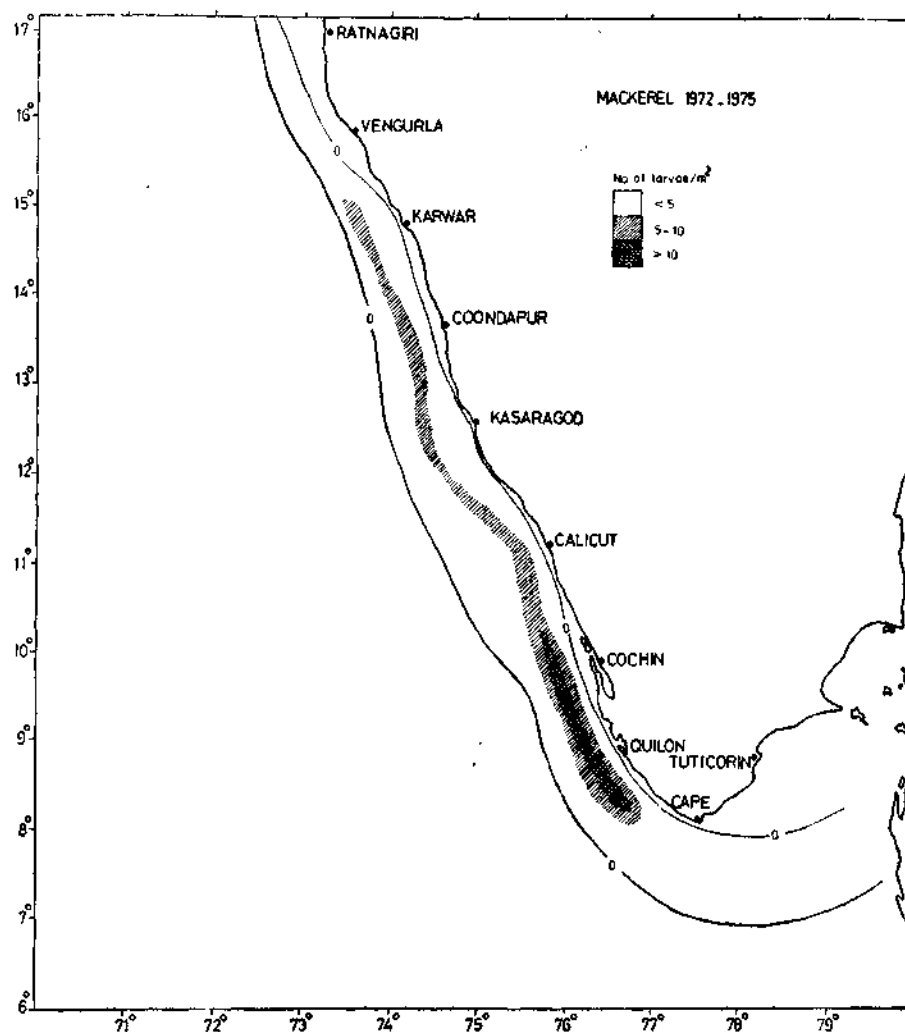 17°
RATNAGIRI
MACKEREL 1972-1975
16°
VENGURLA
0
No of larvae/m²
< 5
5-10
> 10
15°
KARWAR
14°
0
COONDAPUR
13°
KASARAGOD
12°
11°
CALICUT
0
10°
COCHIN
9°
QUILON
TUTICORIN
CAPE
8°
0
0
7°
6°
71°
72°
73°
74°
75°
76°
77°
78°
79°